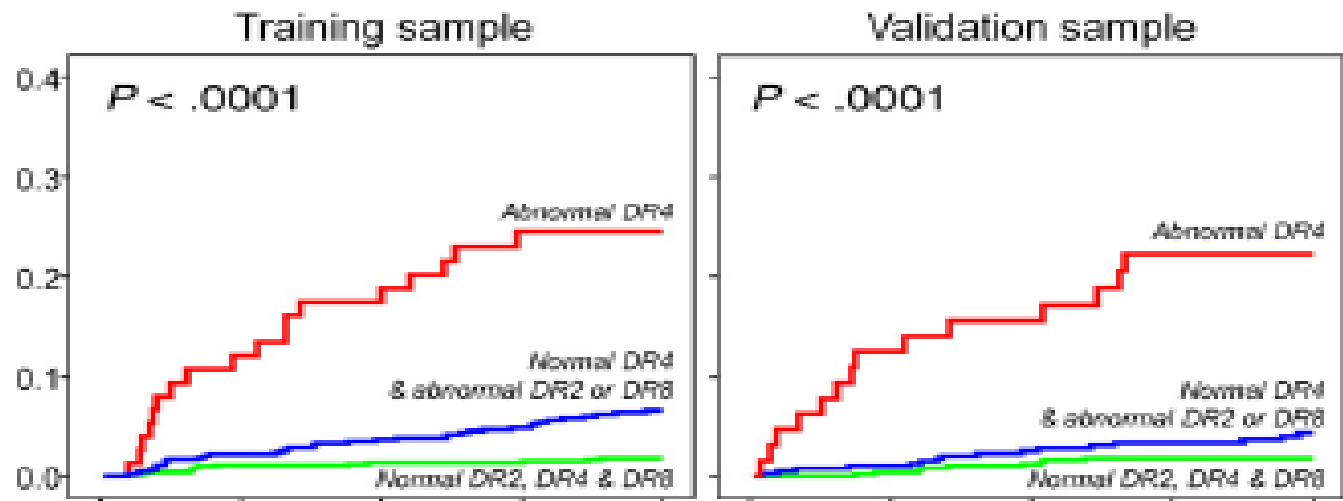 Training sample
Validation sample
0.4
0.3
0.2
0.1
0.0
P < .0001
Abnormal DR4
Normal DR4
& abnormal DR2 or DR8
Normal DR2, DR4 & DR8
P < .0001
Abnormal DR4
Normal DR4
& abnormal DR2 or DR8
Normal DR2, DR4 & DR8